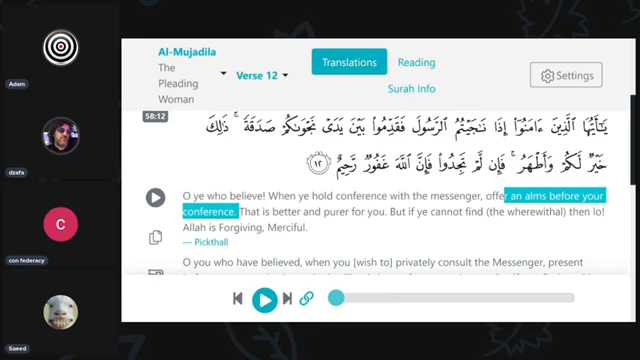 Adam
dzafa
C
con federacy
Saeed
Al-Mujadila
The
Pleading
Woman
Verse 12
Translations
Reading
Surah Info
Settings
58:12
يَـٰٓأَيُّهَا ٱلَّذِينَ ءَامَنُوٓا۟ إِذَا نَـٰجَيْتُمُ ٱلرَّسُولَ فَقَدِّمُوا۟ بَيْنَ يَدَىْ نَجْوَىٰكُمْ صَدَقَةً ۚ ذَٰلِكَ
خَيْرٌ لَّكُمْ وَأَطْهَرُ ۚ فَإِن لَّمْ تَجِدُوا۟ فَإِنَّ ٱللَّهَ غَفُورٌ رَّحِيمٌ ١٢
O ye who believe! When ye hold conference with the messenger, offer an alms before your
conference. That is better and purer for you. But if ye cannot find (the wherewithal) then lo!
Allah is Forgiving, Merciful.
— Pickthall
O you who have believed, when you [wish to] privately consult the Messenger, present